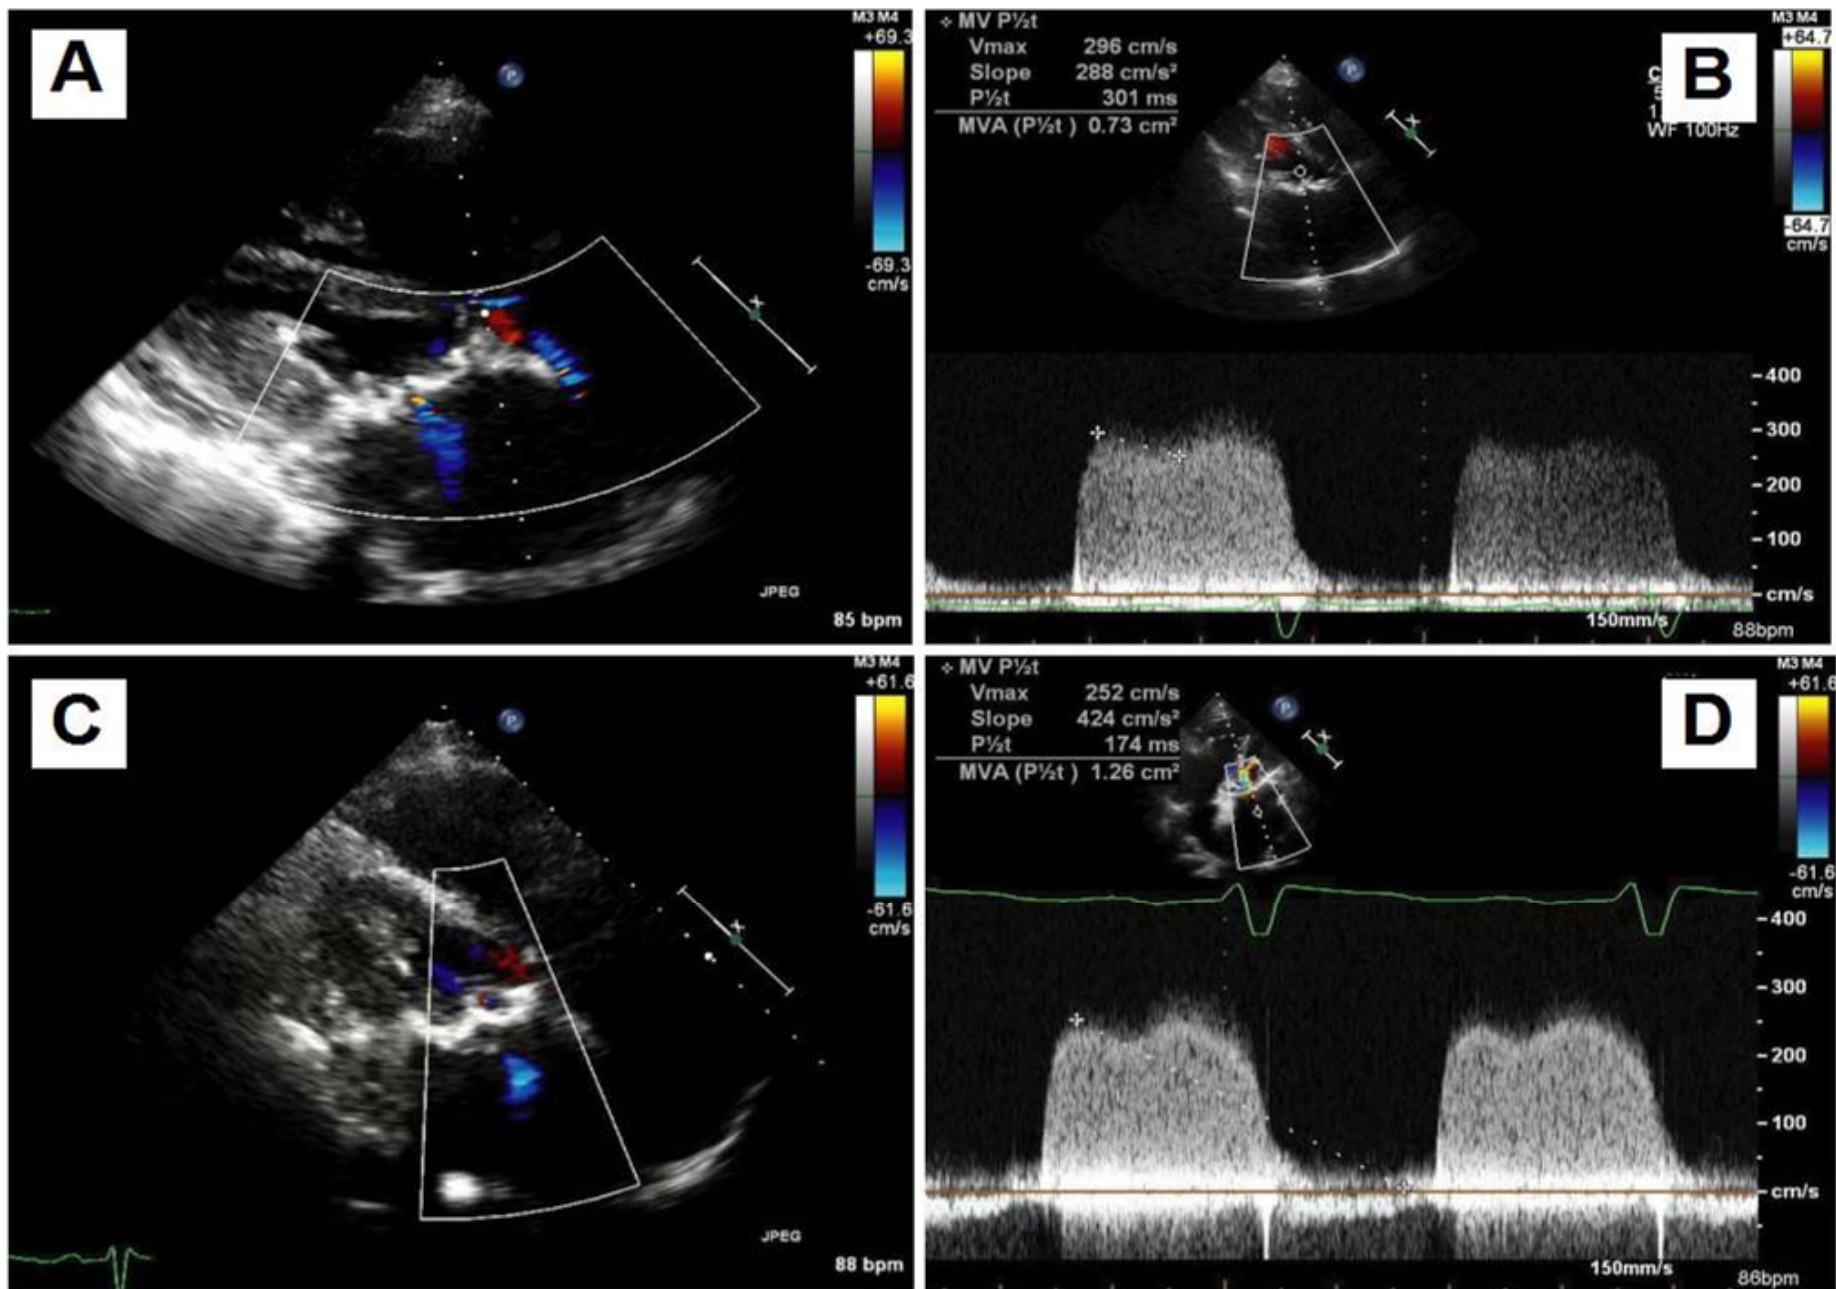 A
M3 M4
+69.3
-69.3
cm/s
P
JPEG
85 bpm
B
MV P½t
Vmax 296 cm/s
Slope 288 cm/s²
P½t 301 ms
MVA (P½t ) 0.73 cm²
P
WF 100Hz
M3 M4
+64.7
-64.7
cm/s
400
300
200
100
cm/s
150mm/s
88bpm
C
M3 M4
+61.6
-61.6
cm/s
P
JPEG
88 bpm
D
MV P½t
Vmax 252 cm/s
Slope 424 cm/s²
P½t 174 ms
MVA (P½t ) 1.26 cm²
P
M3 M4
+61.6
-61.6
cm/s
400
300
200
100
cm/s
150mm/s
86bpm